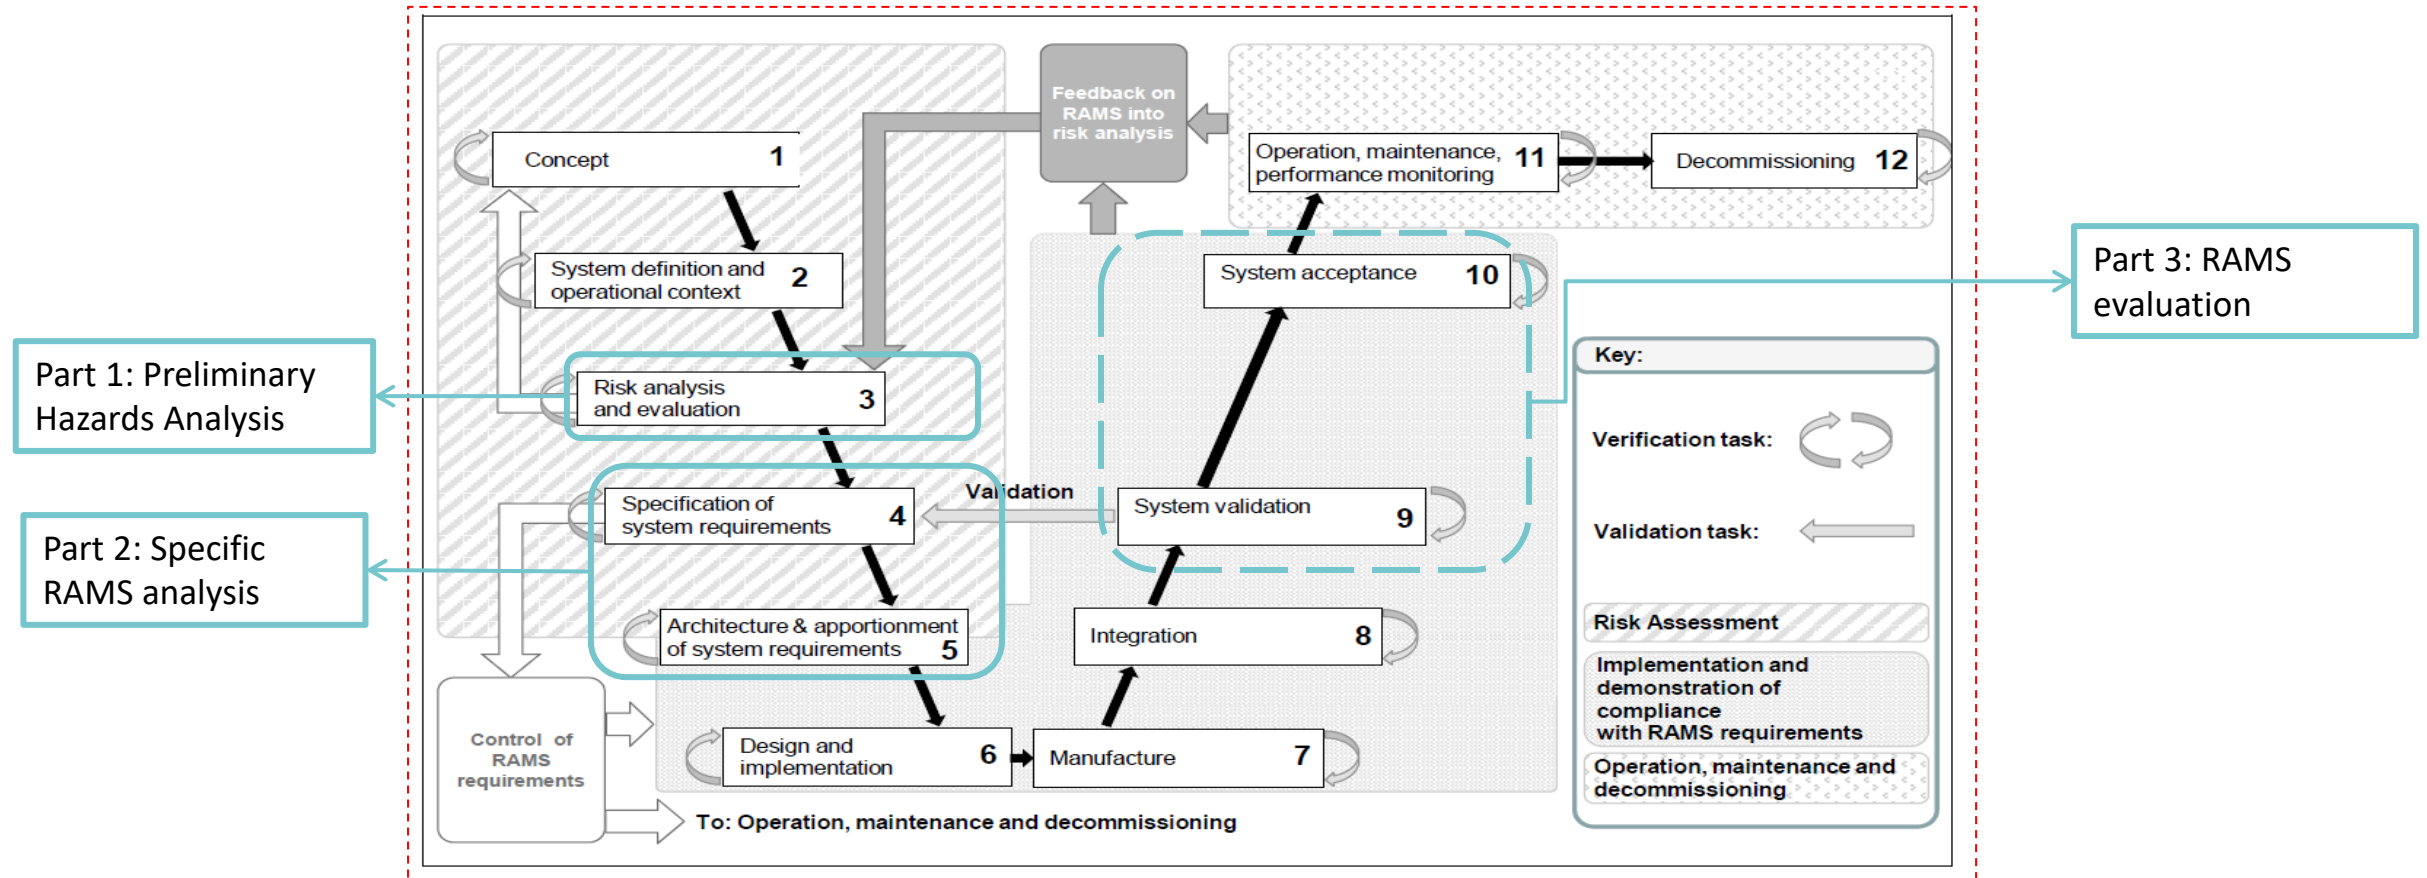 Part 1: Preliminary
Hazards Analysis
Part 2: Specific
RAMS analysis
Concept 1
System definition and
operational context 2
Risk analysis
and evaluation 3
Specification of
system requirements 4
Architecture & apportionment
of system requirements 5
Design and
implementation 6
Manufacture 7
Integration 8
System validation 9
System acceptance 10
Operation, maintenance,
performance monitoring 11
Decommissioning 12
Feedback on
RAMS into
risk analysis
Validation
Control of
RAMS
requirements
To: Operation, maintenance and decommissioning
Part 3: RAMS
evaluation
Key:
Verification task:
Validation task:
Risk Assessment
Implementation and
demonstration of
compliance
with RAMS requirements
Operation, maintenance and
decommissioning